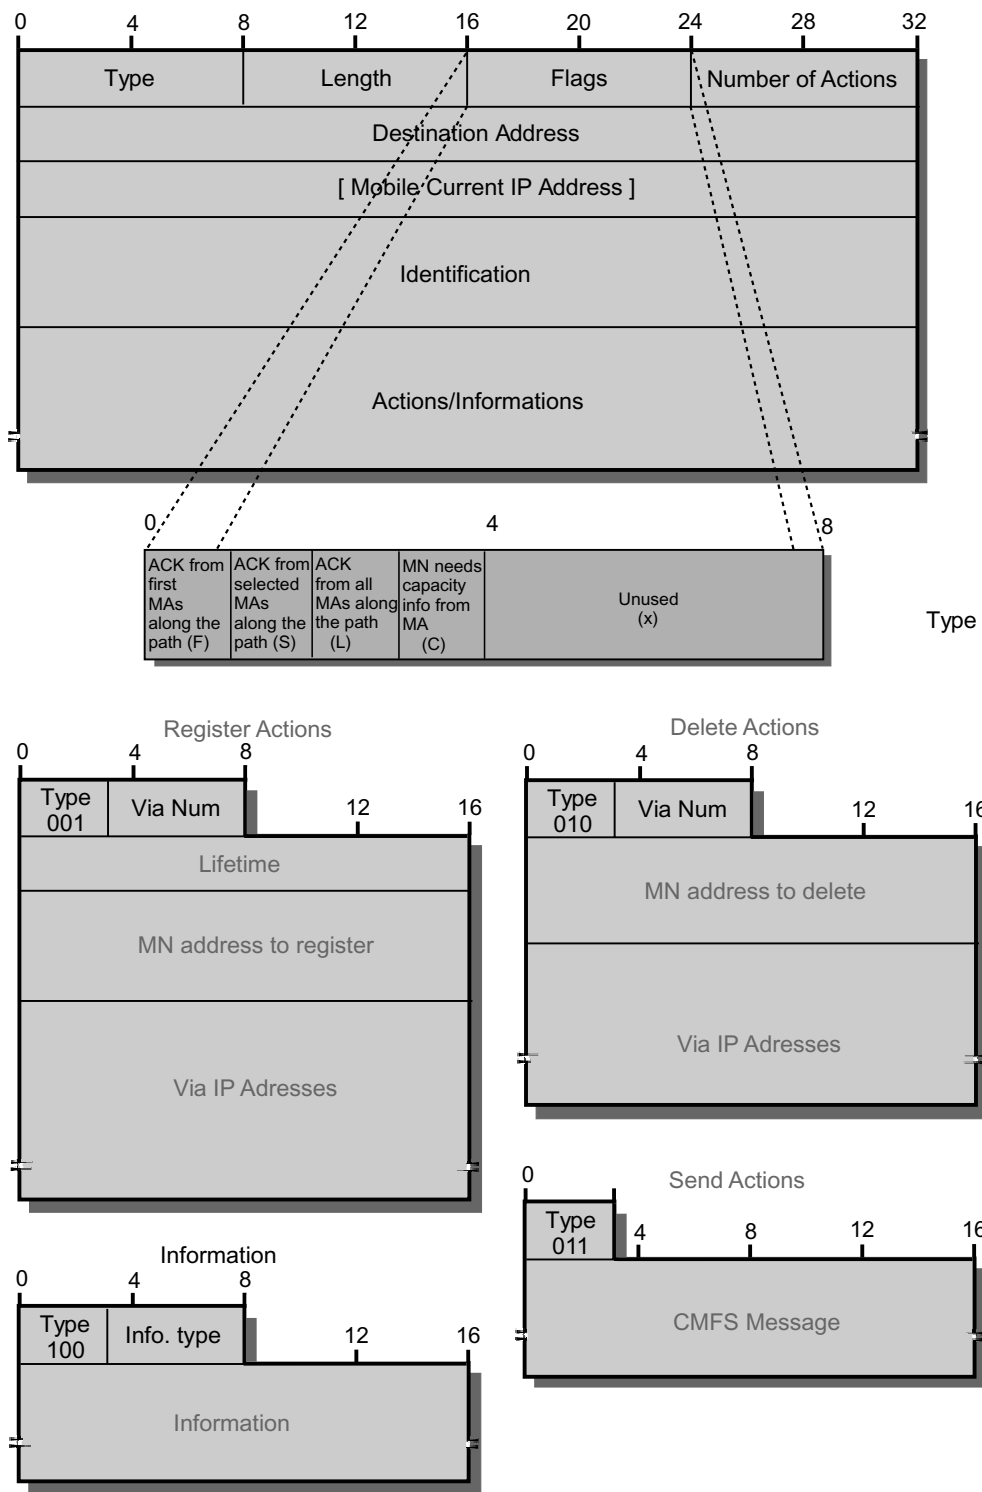 0 4 8 12 16 20 24 28 32
Type Length Flags Number of Actions
Destination Address
[ Mobile Current IP Address ]
Identification
Actions/Informations
0 4 8
ACK from
first
MAs
along the
path (F)
ACK from
selected
MAs
along the
path (S)
ACK
from all
MAs along
the path
(L)
MN needs
capacity
info from
MA
(C)
Unused
(x)
Type
Register Actions
0 4 8
Type
001
Via Num
12 16
Lifetime
MN address to register
Via IP Adresses
Delete Actions
0 4 8
Type
010
Via Num
12 16
MN address to delete
Via IP Adresses
Send Actions
0
Type
011
4 8 12 16
CMFS Message
Information
0 4 8
Type
100
Info. type
12 16
Information